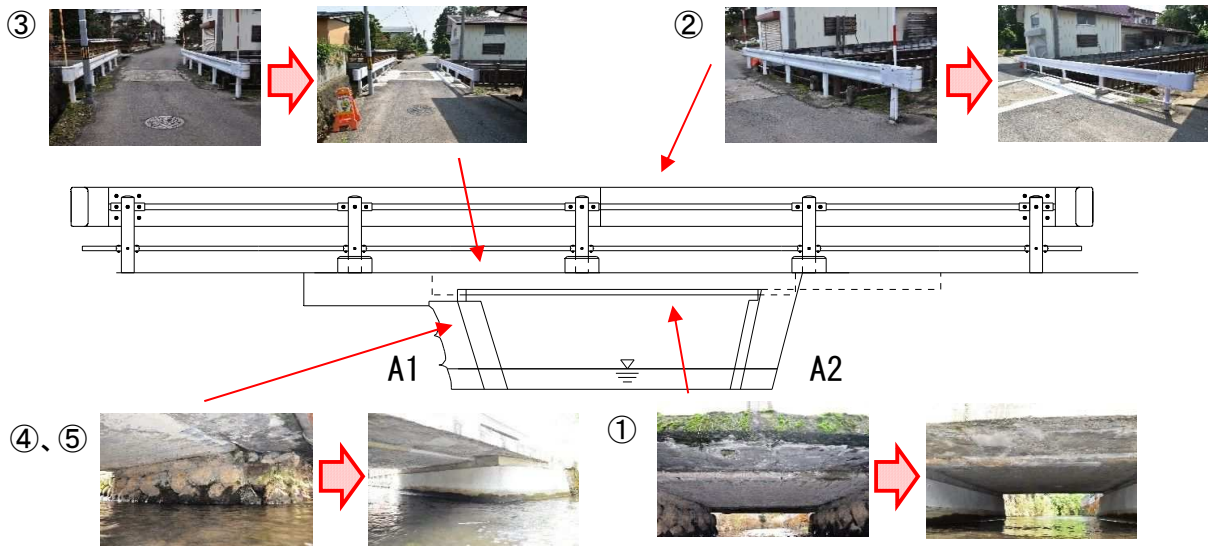 ③
②
A1
A2
④、⑤
①